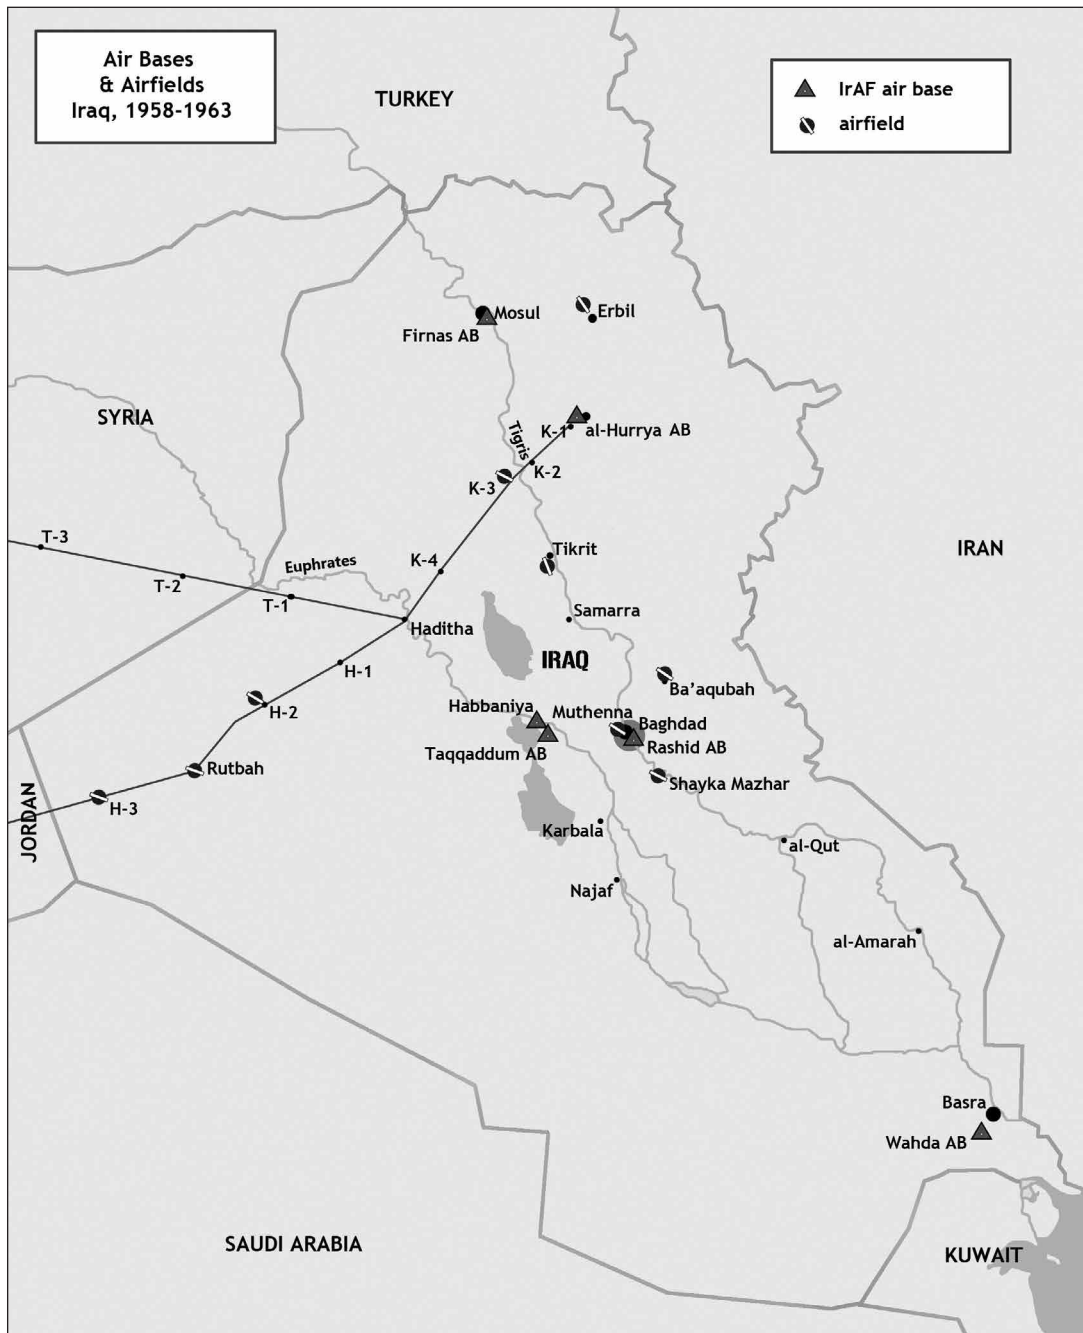 Air Bases
& Airfields
Iraq, 1958-1963
IrAF air base
airfield
TURKEY
Mosul
Firnas AB
Erbil
SYRIA
Tigris
K-1
al-Hurrya AB
K-2
K-3
T-3
T-2
T-1
Euphrates
K-4
Tikrit
IRAN
Haditha
Samarra
H-1
IRAQ
Ba'aqubah
H-2
Habbaniya
Muthenna
Baghdad
Taqqaddum AB
Rashid AB
Rutbah
Shayka Mazhar
H-3
JORDAN
Karbala
al-Qut
Najaf
al-Amarah
Basra
Wahda AB
SAUDI ARABIA
KUWAIT